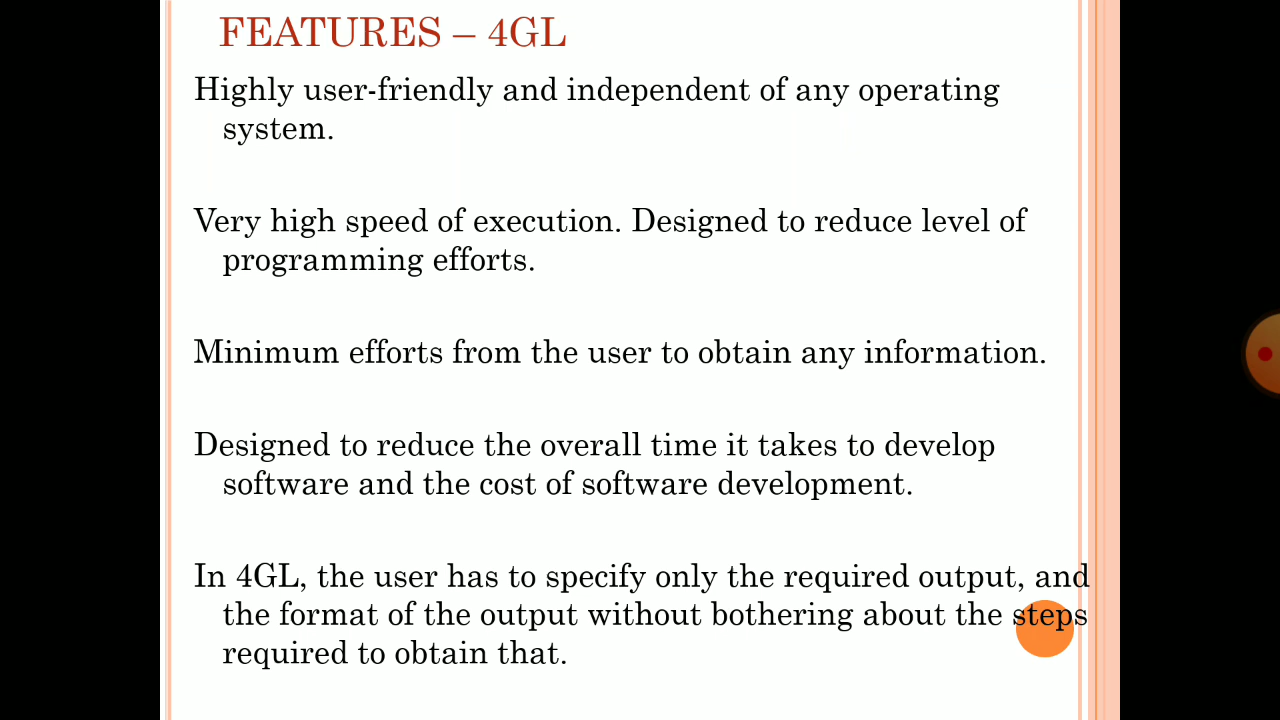 FEATURES – 4GL
Highly user-friendly and independent of any operating
system.
Very high speed of execution. Designed to reduce level of
programming efforts.
Minimum efforts from the user to obtain any information.
Designed to reduce the overall time it takes to develop
software and the cost of software development.
In 4GL, the user has to specify only the required output, and
the format of the output without bothering about the steps
required to obtain that.